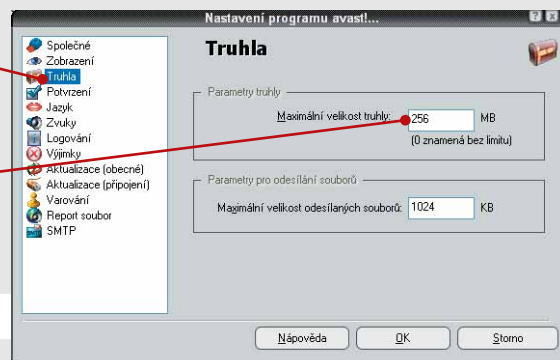 Nastavení programu avast!...
Společné
Zobrazení
Truhla
Potvrzení
Jazyk
Zvuky
Logování
Výjimky
Aktualizace (obecné)
Aktualizace (připojení)
Varování
Report soubor
SMTP
Truhla
Parametry truhly
Maximální velikost truhly: 256 MB
(0 znamená bez limitu)
Parametry pro odesílání souborů
Maximální velikost odesílaných souborů: 1024 KB
Nápověda OK Storno